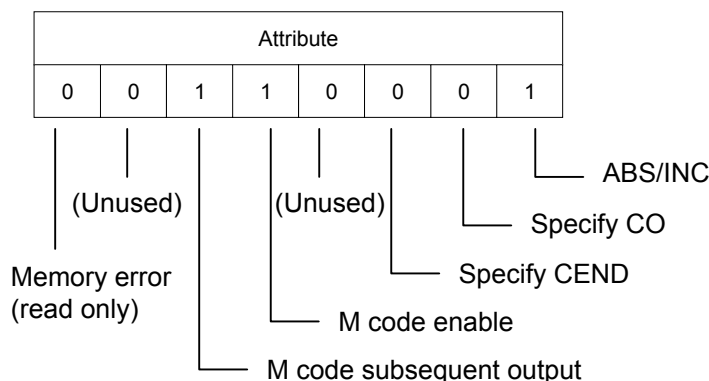 Attribute
0 0 1 1 0 0 0 1
ABS/INC
(Unused) (Unused)
Specify CO
Memory error
(read only)
Specify CEND
M code enable
M code subsequent output